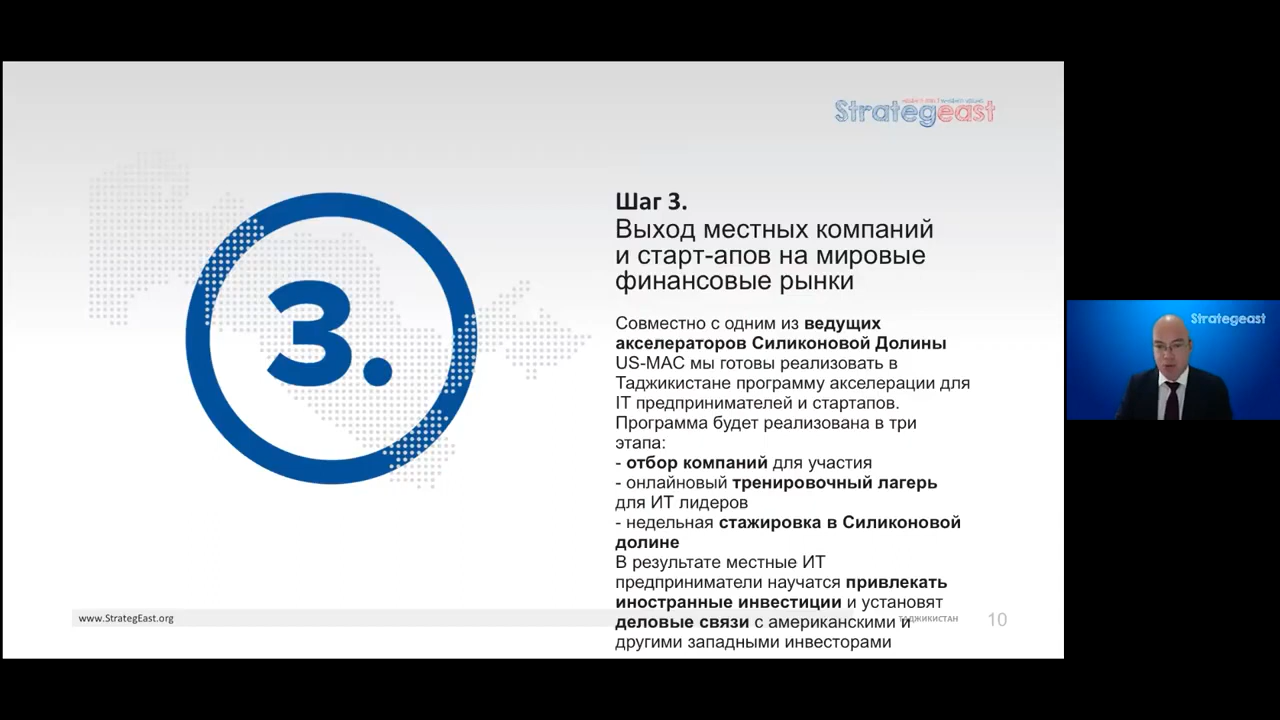 Strategeast
Шаг 3.
Выход местных компаний
и старт-апов на мировые
финансовые рынки
3.
Совместно с одним из ведущих
акселераторов Силиконовой Долины
US-MAC мы готовы реализовать в
Таджикистане программу акселерации для
IT предпринимателей и стартапов.
Программа будет реализована в три
этапа:
- отбор компаний для участия
- онлайновый тренировочный лагерь
для ИТ лидеров
- недельная стажировка в Силиконовой
долине
В результате местные ИТ
предприниматели научатся привлекать
иностранные инвестиции и установят
деловые связи с американскими и
другими западными инвесторами
www.StrategEast.org
ТАДЖИКИСТАН
10
Strategeast